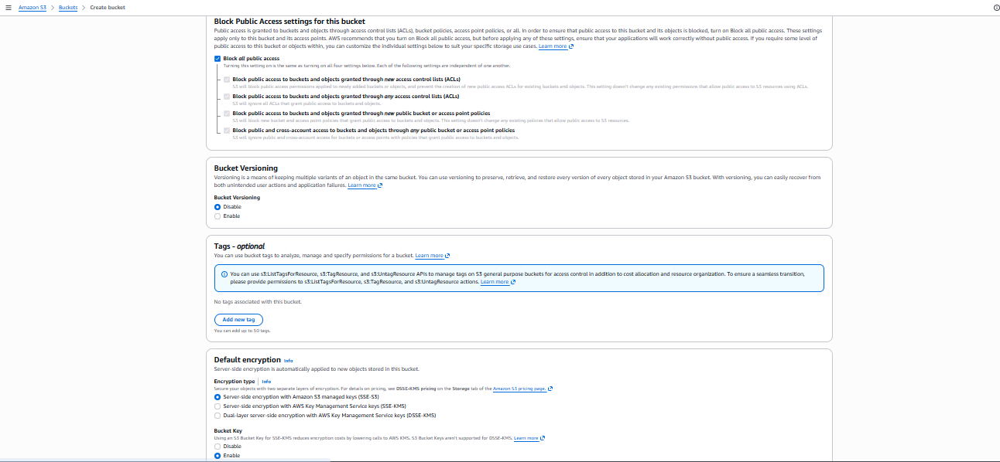 Amazon S3 > Buckets > Create bucket
Block Public Access settings for this bucket
Public access is granted to buckets and objects through access control lists (ACLs), bucket policies, access point policies, or all. In order to ensure that public access to this bucket and its objects is blocked, turn on Block all public access. These settings
apply only to this bucket and its access points. AWS recommends that you turn on Block all public access, but before applying any of these settings, ensure that your applications will work correctly without public access. If you require some level of
public access to this bucket or objects within, you can customize the individual settings below to suit your specific storage use cases. Learn more
Block all public access
Turning this setting on is the same as turning on all four settings below. Each of the following settings are independent of one another.
Block public access to buckets and objects granted through new access control lists (ACLs)
S3 will block public access permissions applied to newly added buckets or objects, and prevent the creation of new public access ACLs for existing buckets and objects. This setting doesn't change any existing permissions that allow public access to S3 resources using ACLs.
Block public access to buckets and objects granted through any access control lists (ACLs)
S3 will ignore all ACLs that grant public access to buckets and objects.
Block public access to buckets and objects granted through new public bucket or access point policies
S3 will block new bucket and access point policies that grant public access to buckets and objects. This setting doesn't change any existing policies that allow public access to S3 resources.
Block public and cross-account access to buckets and objects through any public bucket or access point policies
S3 will ignore public and cross-account access for buckets or access points with policies that grant public access to buckets and objects.
Bucket Versioning
Versioning is a means of keeping multiple variants of an object in the same bucket. You can use versioning to preserve, retrieve, and restore every version of every object stored in your Amazon S3 bucket. With versioning, you can easily recover from
both unintended user actions and application failures. Learn more
Bucket Versioning
Disable
Enable
Tags - optional
You can use bucket tags to analyze, manage and specify permissions for a bucket. Learn more
You can use s3:ListTagsForResource, s3:TagResource, and s3:UntagResource APIs to manage tags on S3 general purpose buckets for access control in addition to cost allocation and resource organization. To ensure a seamless transition,
please provide permissions to s3:ListTagsForResource, s3:TagResource, and s3:UntagResource actions. Learn more
No tags associated with this bucket.
Add new tag
You can add up to 50 tags.
Default encryption Info
Server-side encryption is automatically applied to new objects stored in this bucket.
Encryption type | Info
Secure your objects with two separate layers of encryption. For details on pricing, see DSSE-KMS pricing on the Storage tab of the Amazon S3 pricing page.
Server-side encryption with Amazon S3 managed keys (SSE-S3)
Server-side encryption with AWS Key Management Service keys (SSE-KMS)
Dual-layer server-side encryption with AWS Key Management Service keys (DSSE-KMS)
Bucket Key
Using an S3 Bucket Key for SSE-KMS reduces encryption costs by lowering calls to AWS KMS. S3 Bucket Keys aren't supported for DSSE-KMS. Learn more
Disable
Enable